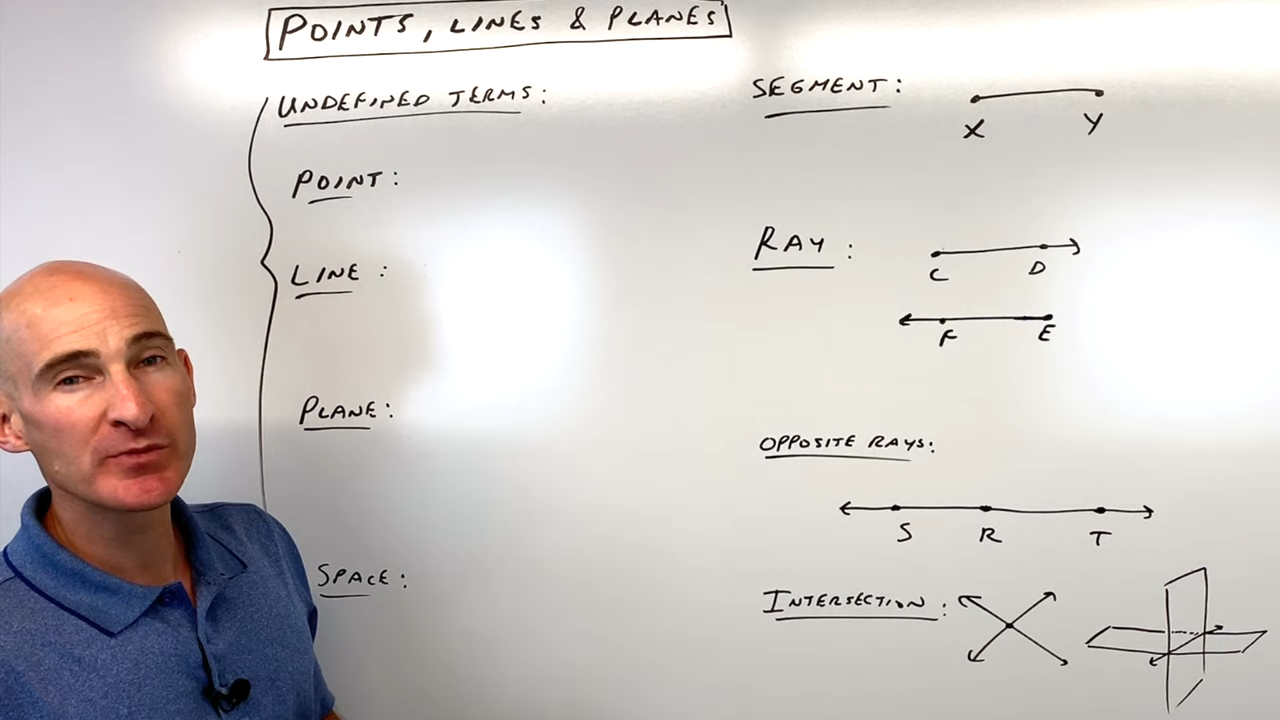 POINTS, LINES & PLANES
UNDEFINED TERMS:
POINT:
LINE:
PLANE:
SPACE:
SEGMENT:
X Y
RAY:
C D
F E
OPPOSITE RAYS:
S R T
INTERSECTION: